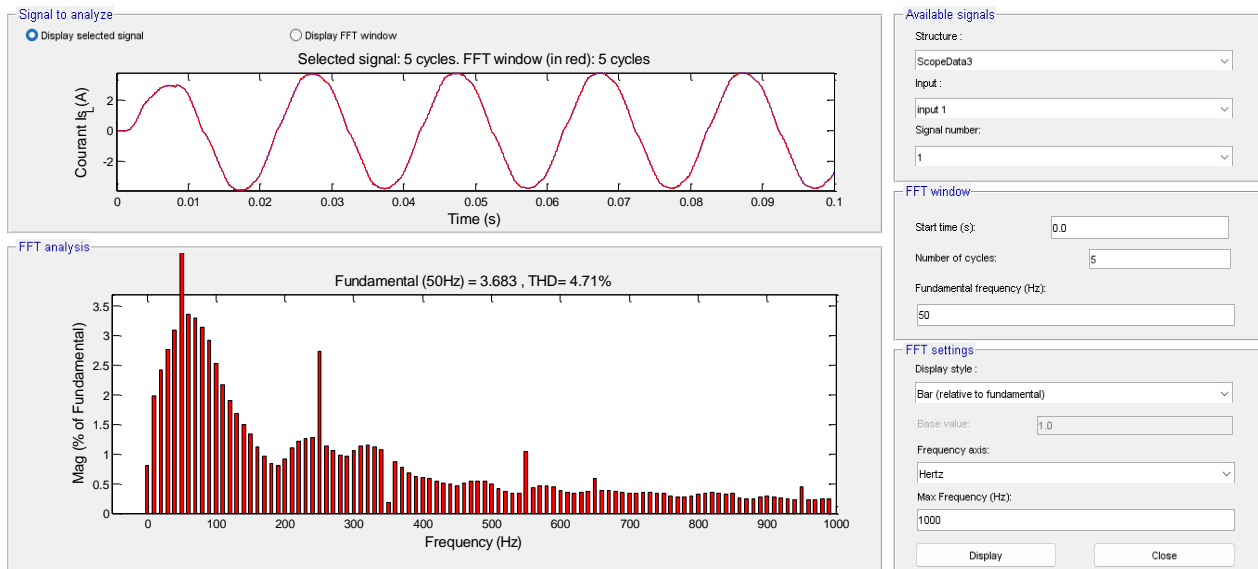 Signal to analyze
Display selected signal
Display FFT window
Selected signal: 5 cycles. FFT window (in red): 5 cycles
Courant Is_L(A)
2
0
-2
0
0.01
0.02
0.03
0.04
0.05
0.06
0.07
0.08
0.09
0.1
Time (s)
FFT analysis
Fundamental (50Hz) = 3.683 , THD= 4.71%
Mag (% of Fundamental)
3.5
3
2.5
2
1.5
1
0.5
0
0
100
200
300
400
500
600
700
800
900
1000
Frequency (Hz)
Available signals
Structure :
ScopeData3
Input :
input 1
Signal number:
1
FFT window
Start time (s):
0.0
Number of cycles:
5
Fundamental frequency (Hz):
50
FFT settings
Display style :
Bar (relative to fundamental)
Base value:
1.0
Frequency axis:
Hertz
Max Frequency (Hz):
1000
Display
Close